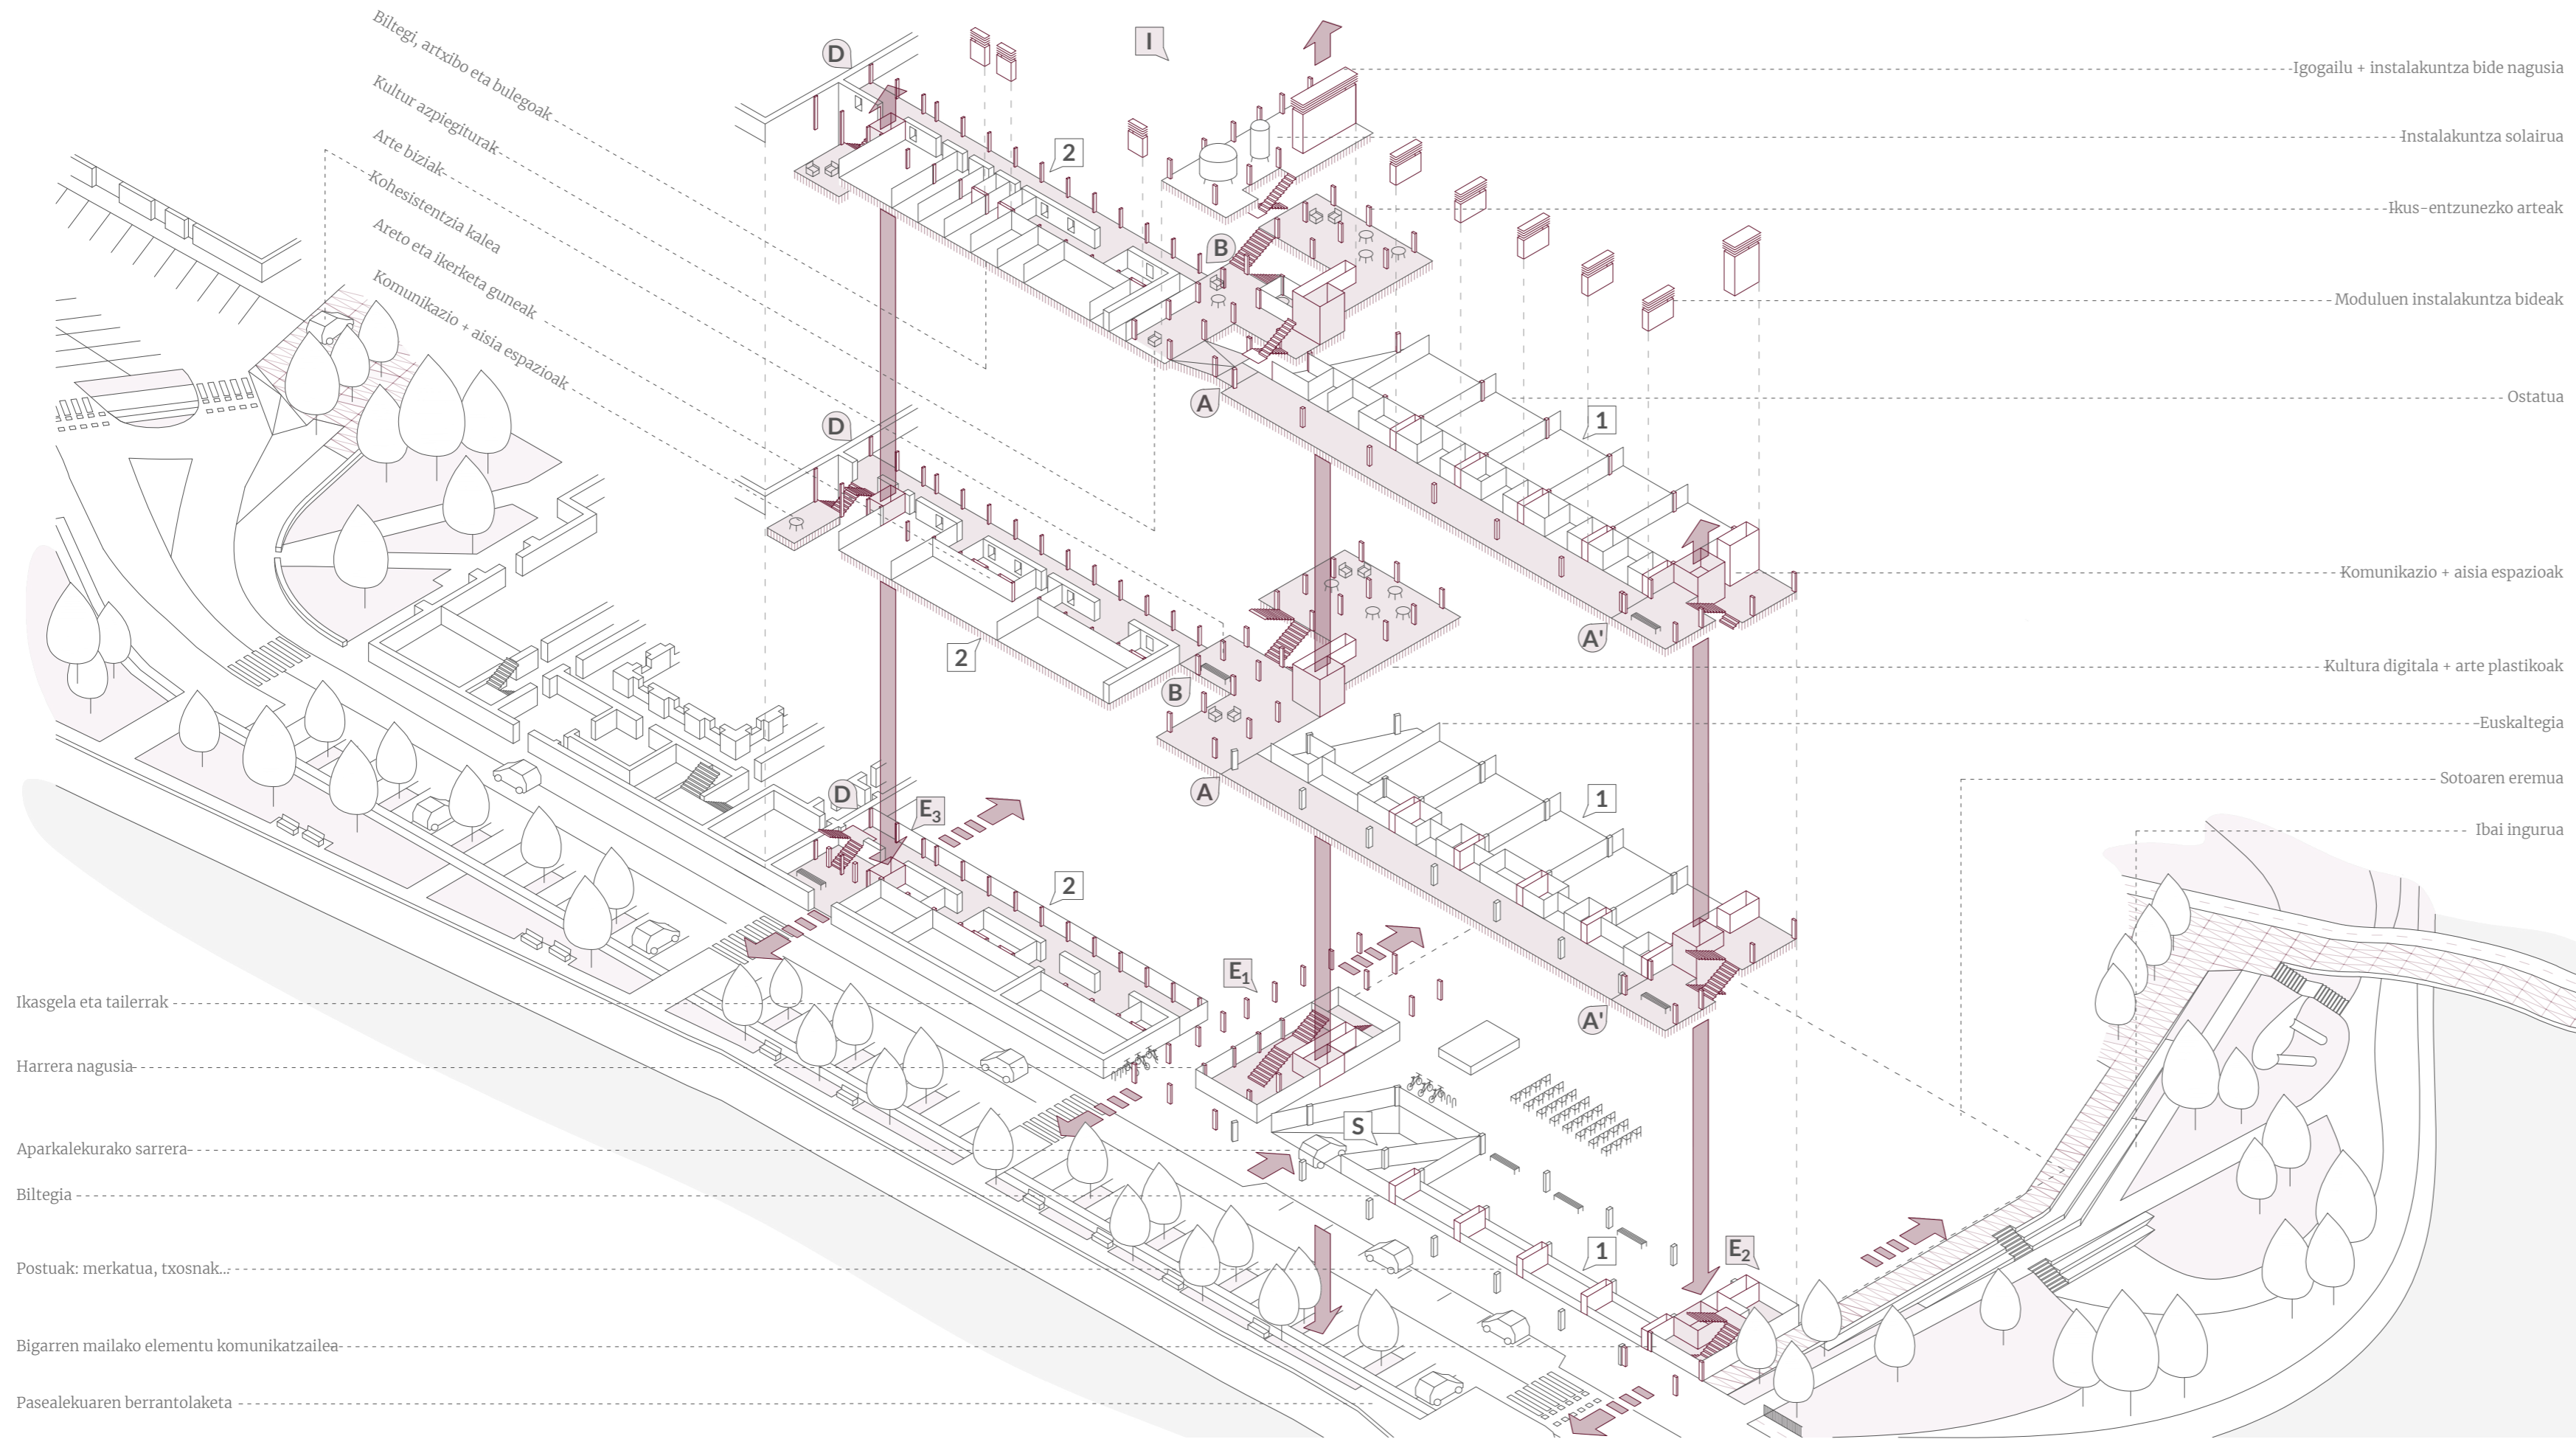 Biltegi, artxibo eta bulegoak
Kultur azpiegiturak
Arte biziak
Kohesistentzia kalea
Areto eta ikerketa guneak
Komunikazio + aisia espazioak
Igogailu + instalakuntza bide nagusia
Instalakuntza solairua
Ikus-entzunezko arteak
Moduluen instalakuntza bideak
Ostatua
Komunikazio + aisia espazioak
Kultura digitala + arte plastikoak
Euskaltegia
Sotoaren eremua
Ibai ingurua
Ikasgela eta tailerrak
Harrera nagusia
Aparkalekurako sarrera
Biltegia
Postuak: merkatua, txosnak...
Bigarren mailako elementu komunikatzailea
Pasealekuaren berrantolaketa
D
I
2
B
A
1
A'
D
2
B
A
1
A'
D
E3
2
E1
S
1
E2